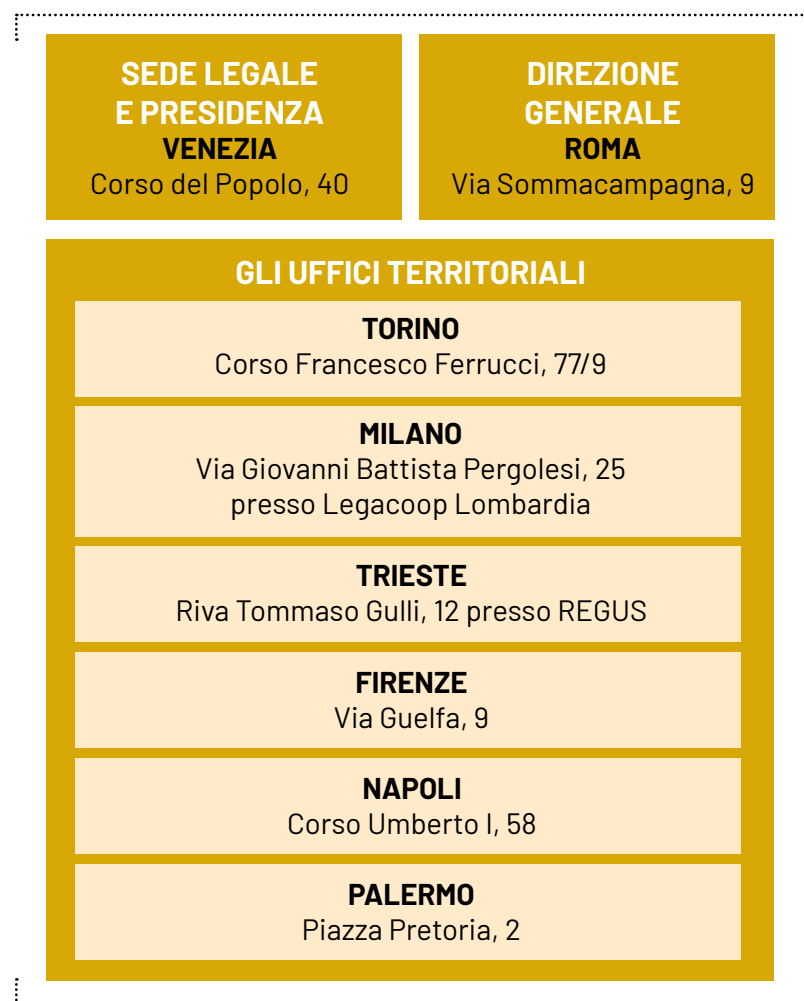 SEDE LEGALE
E PRESIDENZA
VENEZIA
Corso del Popolo, 40
DIREZIONE
GENERALE
ROMA
Via Sommacampagna, 9
GLI UFFICI TERRITORIALI
TORINO
Corso Francesco Ferrucci, 77/9
MILANO
Via Giovanni Battista Pergolesi, 25
presso Legacoop Lombardia
TRIESTE
Riva Tommaso Gulli, 12 presso REGUS
FIRENZE
Via Guelfa, 9
NAPOLI
Corso Umberto I, 58
PALERMO
Piazza Pretoria, 2